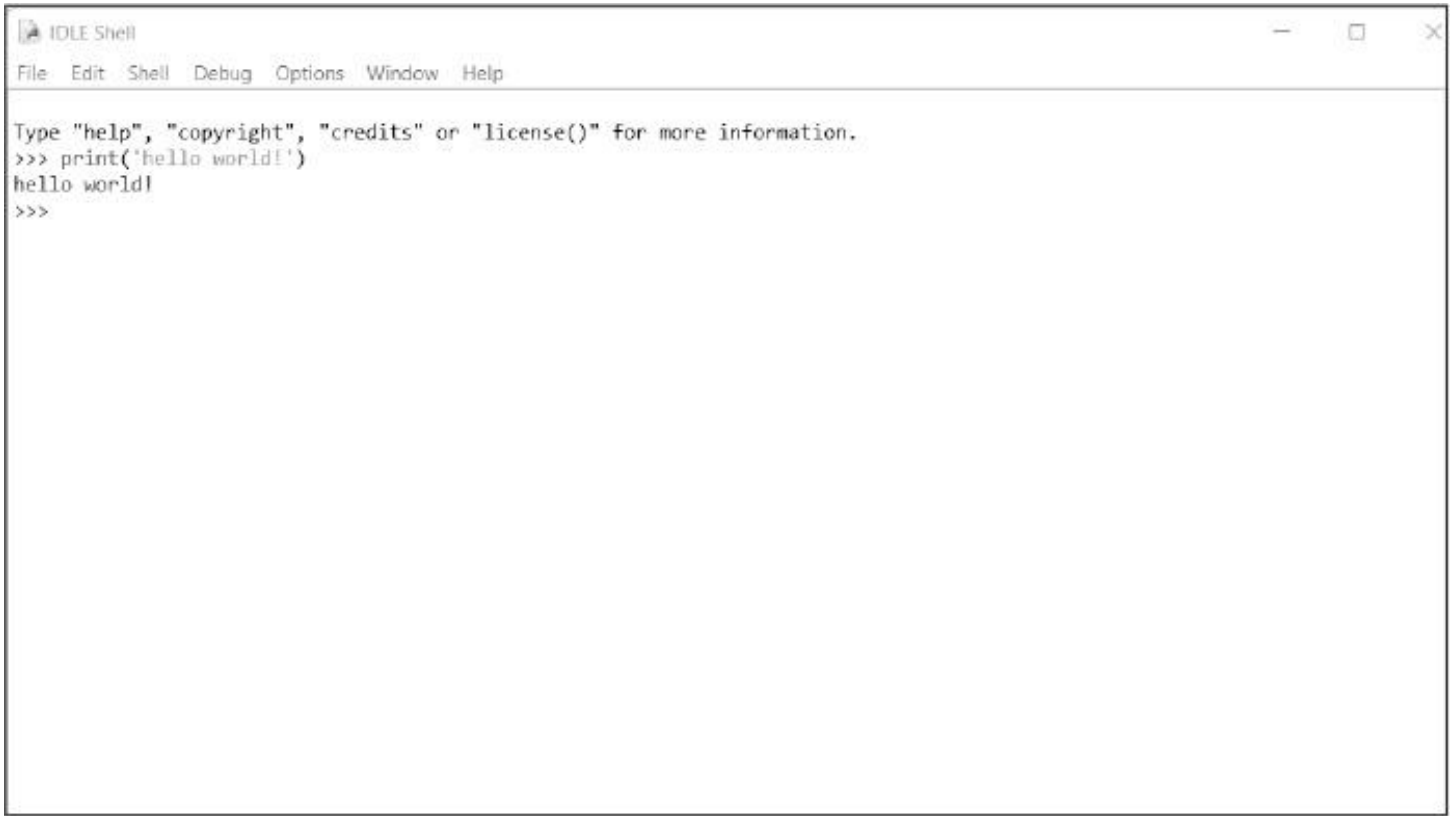 IDLE Shell
File Edit Shell Debug Options Window Help
Type "help", "copyright", "credits" or "license()" for more information.
>>> print('hello world!')
hello world!
>>>